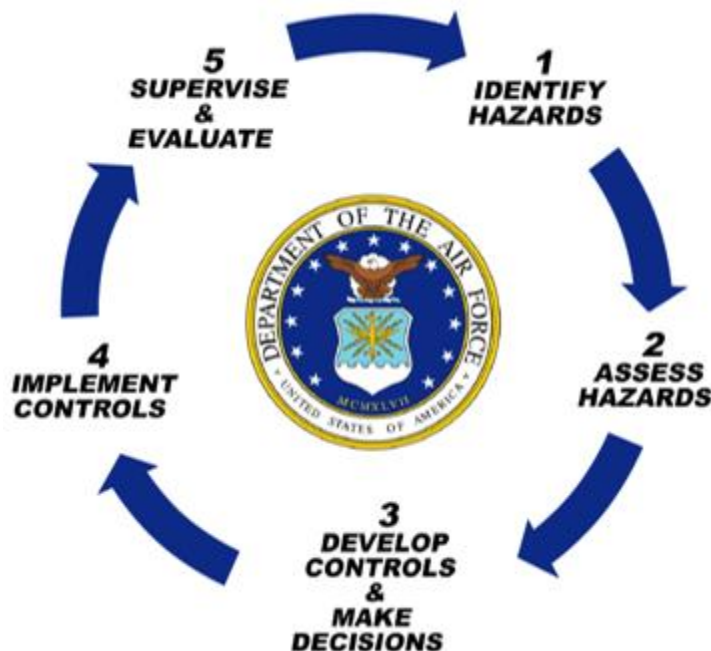 1
IDENTIFY
HAZARDS
2
ASSESS
HAZARDS
3
DEVELOP
CONTROLS
&
MAKE
DECISIONS
4
IMPLEMENT
CONTROLS
5
SUPERVISE
&
EVALUATE
DEPARTMENT OF THE AIR FORCE
UNITED STATES OF AMERICA
MCMXLVII